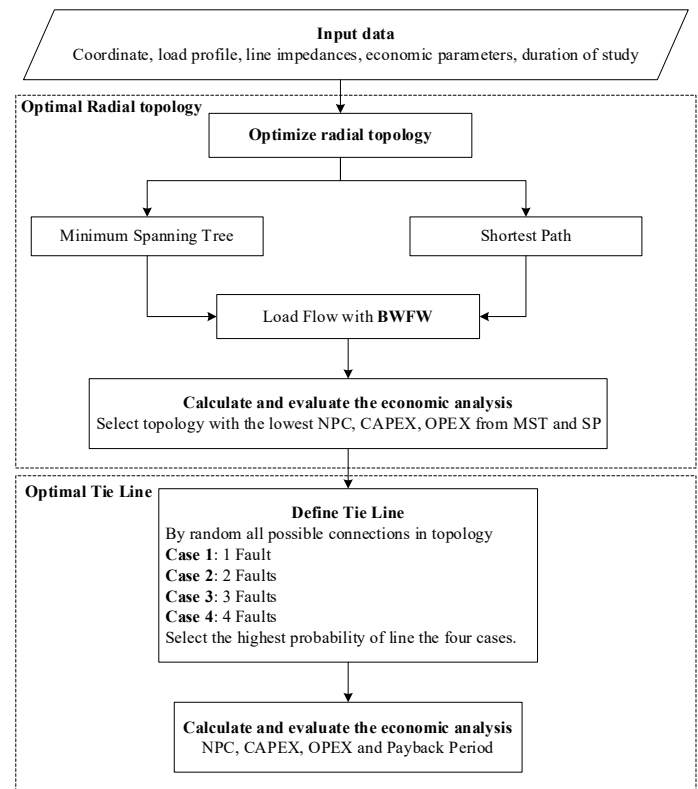 Input data
Coordinate, load profile, line impedances, economic parameters, duration of study
Optimal Radial topology
Optimize radial topology
Minimum Spanning Tree
Shortest Path
Load Flow with BWFW
Calculate and evaluate the economic analysis
Select topology with the lowest NPC, CAPEX, OPEX from MST and SP
Optimal Tie Line
Define Tie Line
By random all possible connections in topology
Case 1: 1 Fault
Case 2: 2 Faults
Case 3: 3 Faults
Case 4: 4 Faults
Select the highest probability of line the four cases.
Calculate and evaluate the economic analysis
NPC, CAPEX, OPEX and Payback Period